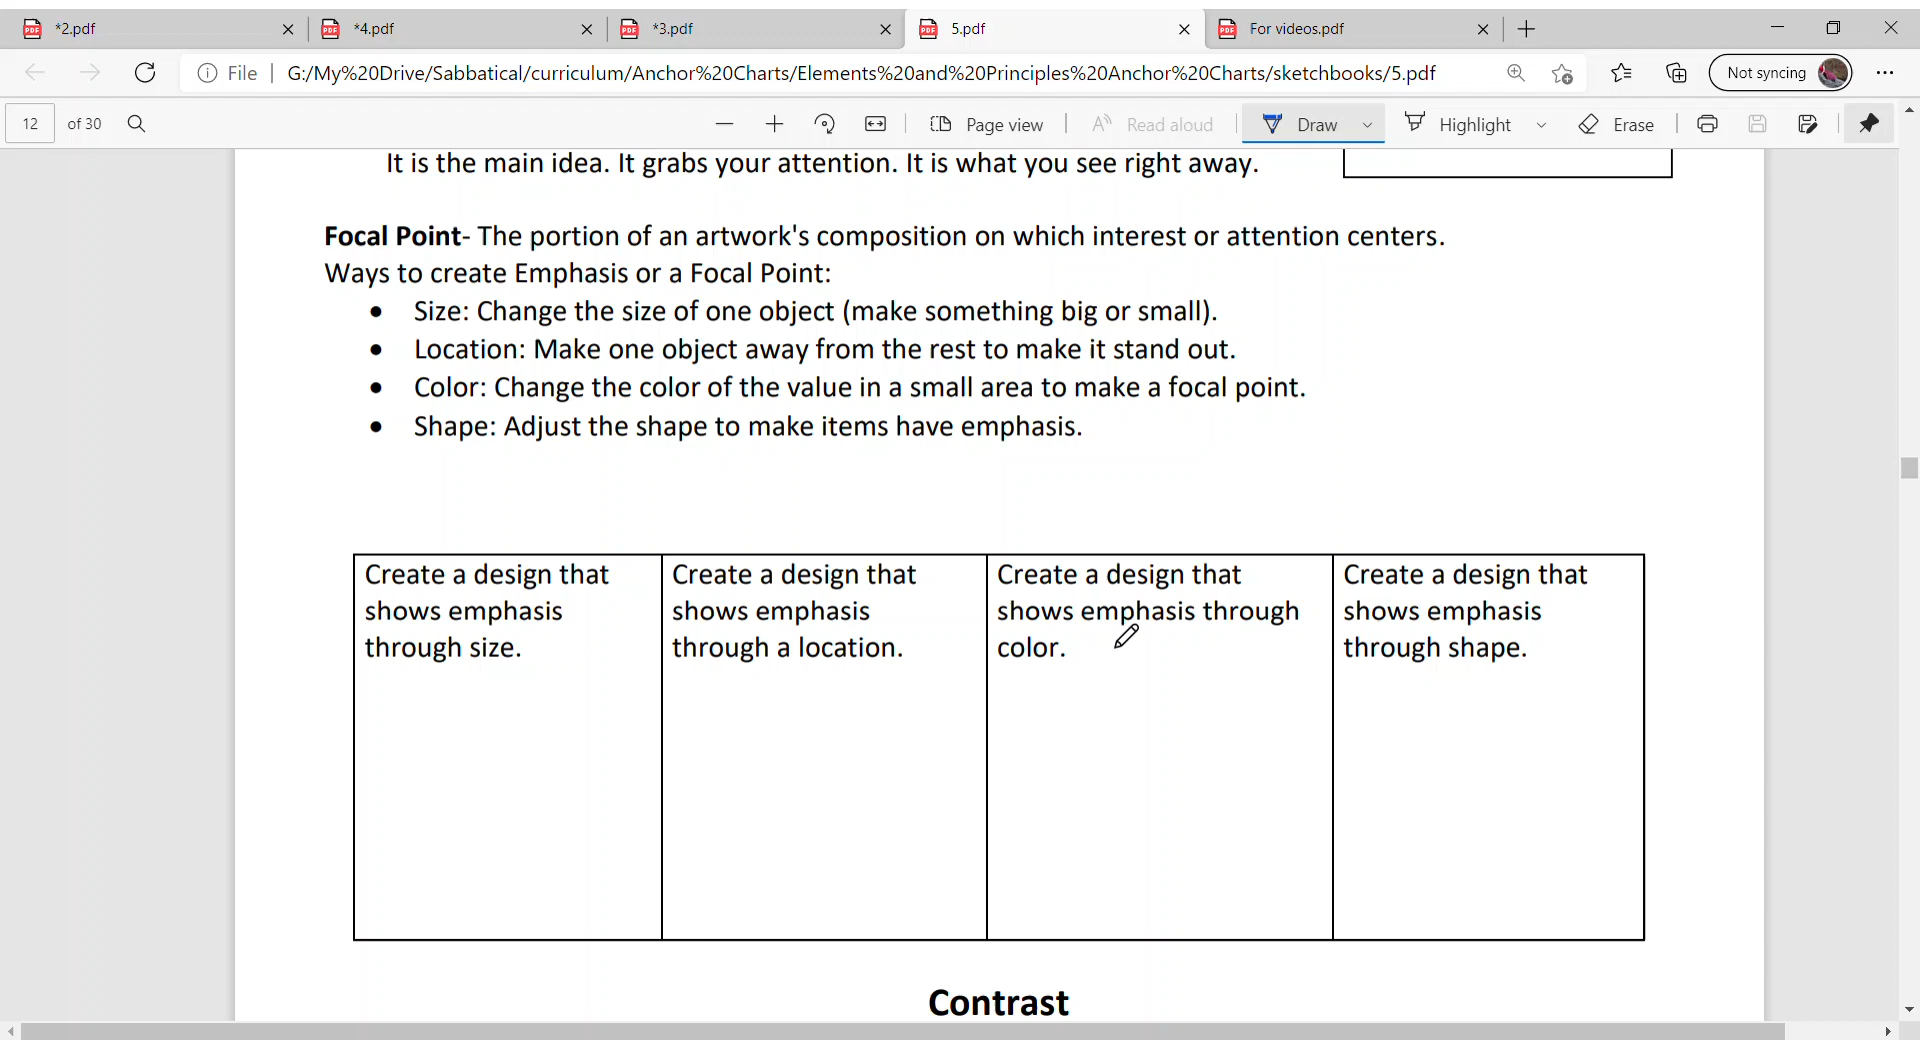 *2.pdf
*4.pdf
*3.pdf
5.pdf
For videos.pdf
File
G:/My%20Drive/Sabbatical/curriculum/Anchor%20Charts/Elements%20and%20Principles%20Anchor%20Charts/sketchbooks/5.pdf
Not syncing
12 of 30
Page view
Read aloud
Draw
Highlight
Erase
It is the main idea. It grabs your attention. It is what you see right away.
Focal Point- The portion of an artwork's composition on which interest or attention centers.
Ways to create Emphasis or a Focal Point:
• Size: Change the size of one object (make something big or small).
• Location: Make one object away from the rest to make it stand out.
• Color: Change the color of the value in a small area to make a focal point.
• Shape: Adjust the shape to make items have emphasis.
Create a design that
shows emphasis
through size.
Create a design that
shows emphasis
through a location.
Create a design that
shows emphasis through
color.
Create a design that
shows emphasis
through shape.
Contrast